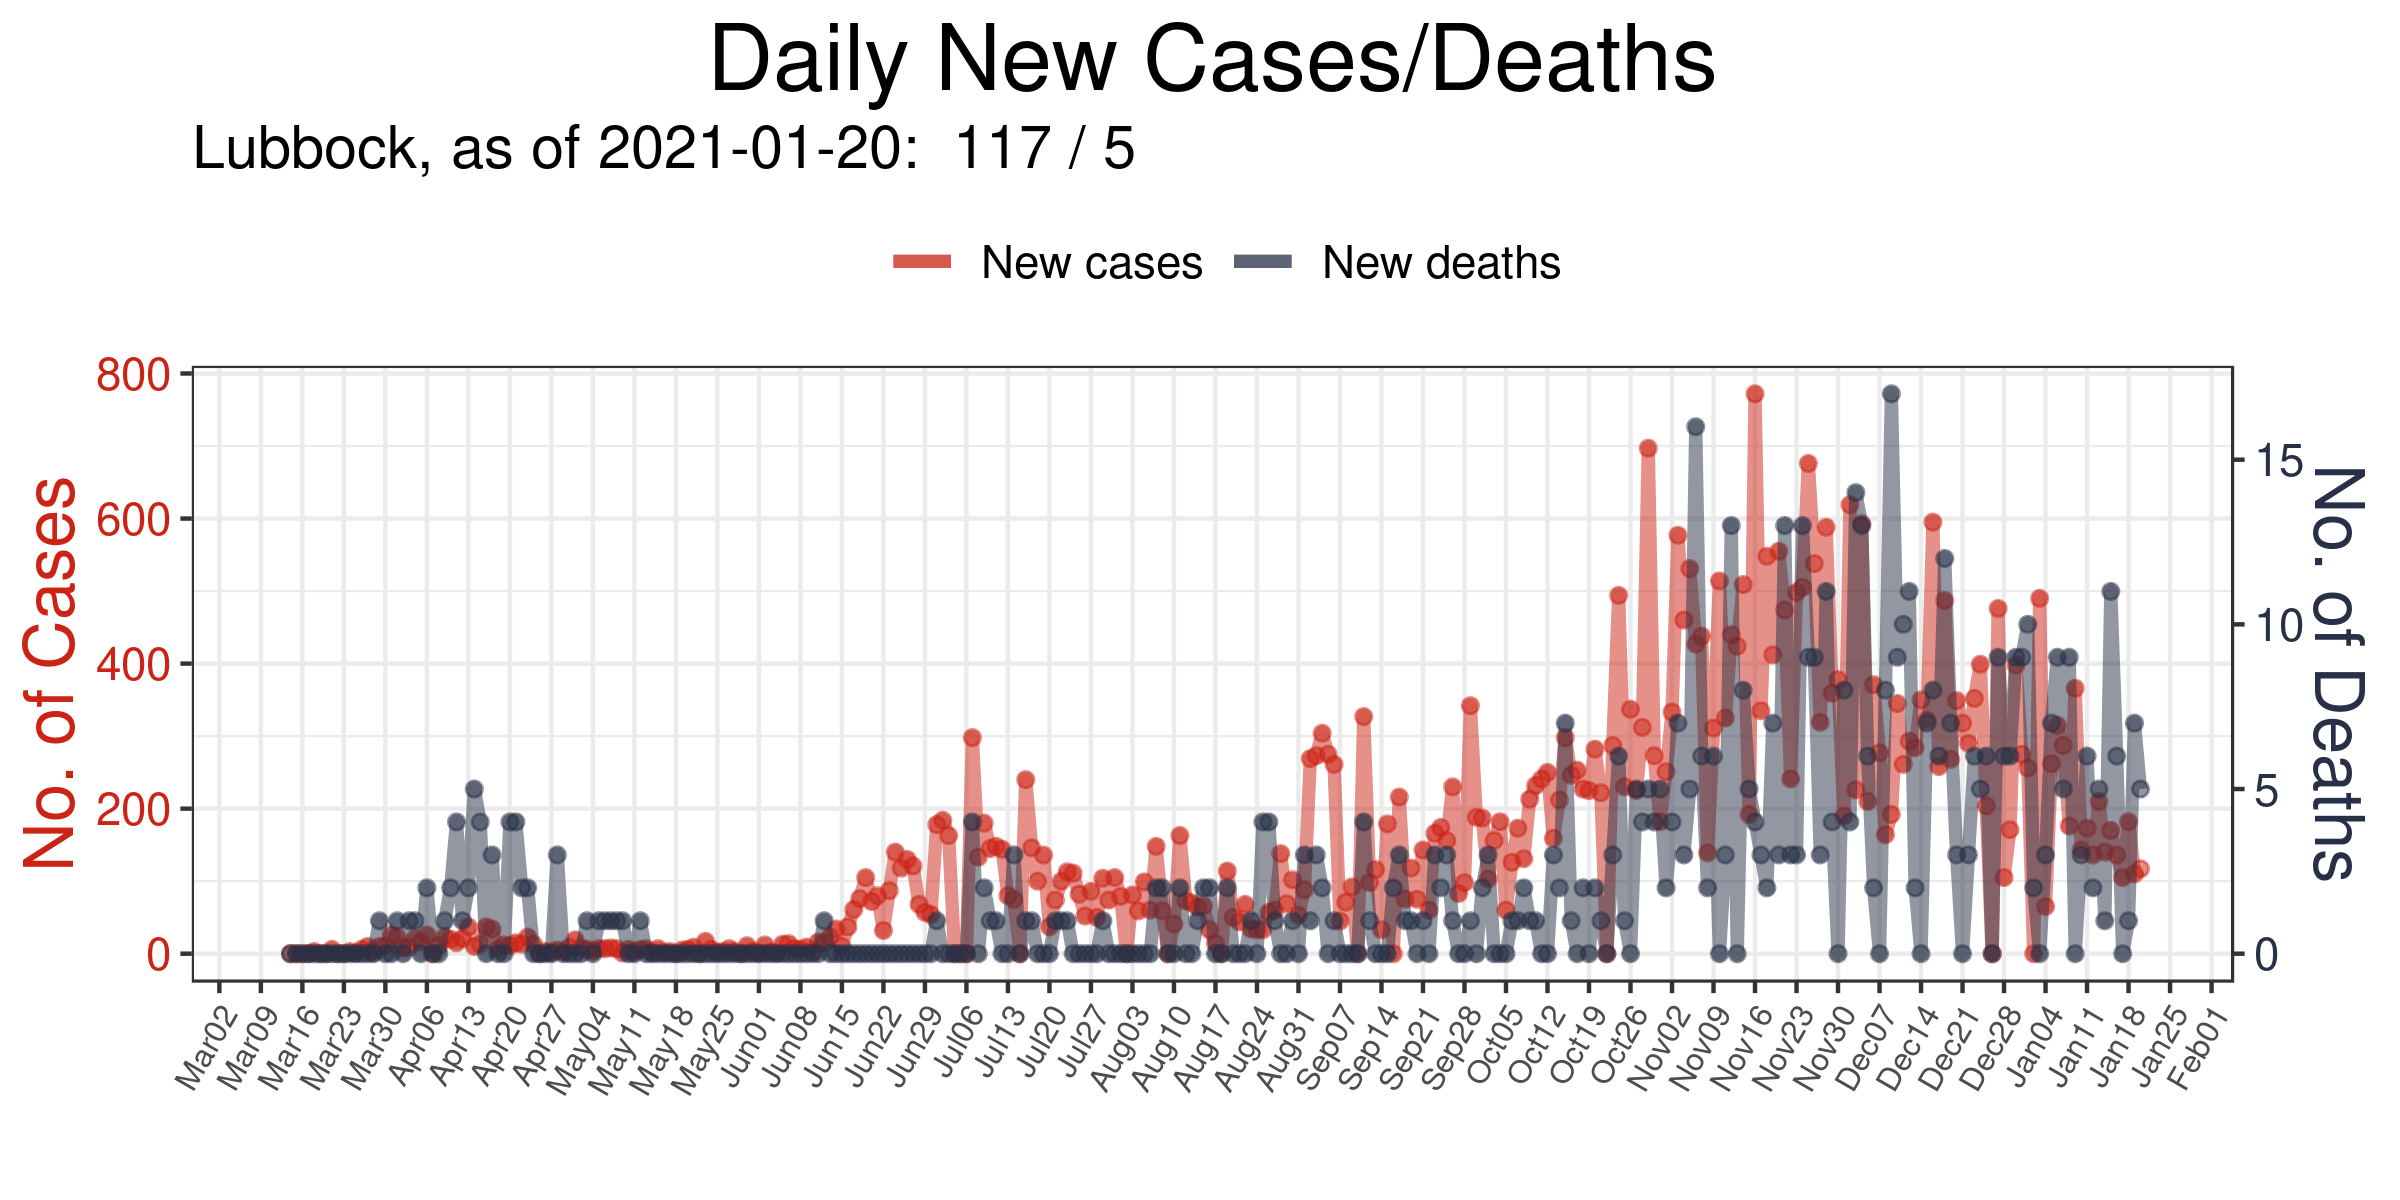 Daily New Cases/Deaths
Lubbock, as of 2021-01-20:  117 / 5
New cases New deaths
No. of Cases
800
600
400
200
0
15
10
5
0
No. of Deaths
Mar02 Mar09 Mar16 Mar23 Mar30 Apr06 Apr13 Apr20 Apr27 May04 May11 May18 May25 Jun01 Jun08 Jun15 Jun22 Jun29 Jul06 Jul13 Jul20 Jul27 Aug03 Aug10 Aug17 Aug24 Aug31 Sep07 Sep14 Sep21 Sep28 Oct05 Oct12 Oct19 Oct26 Nov02 Nov09 Nov16 Nov23 Nov30 Dec07 Dec14 Dec21 Dec28 Jan04 Jan11 Jan18 Jan25 Feb01